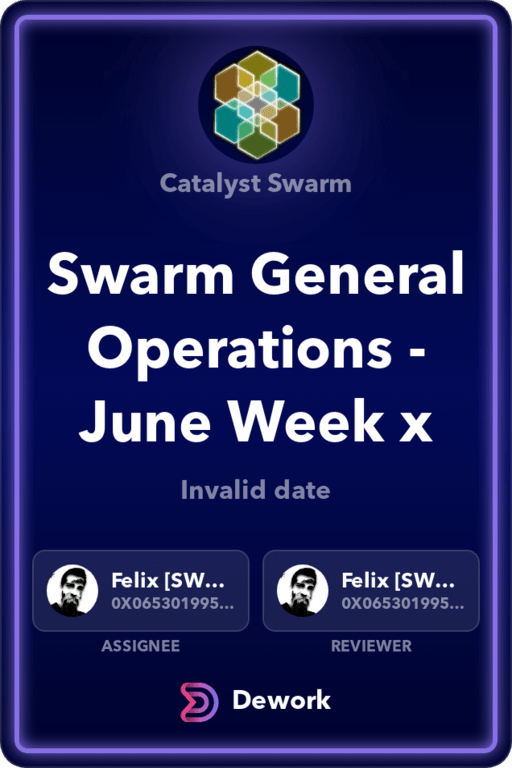 Catalyst Swarm
Swarm General
Operations -
June Week x
Invalid date
Felix [SW...
0X065301995...
Felix [SW...
0X065301995...
ASSIGNEE
REVIEWER
Dework